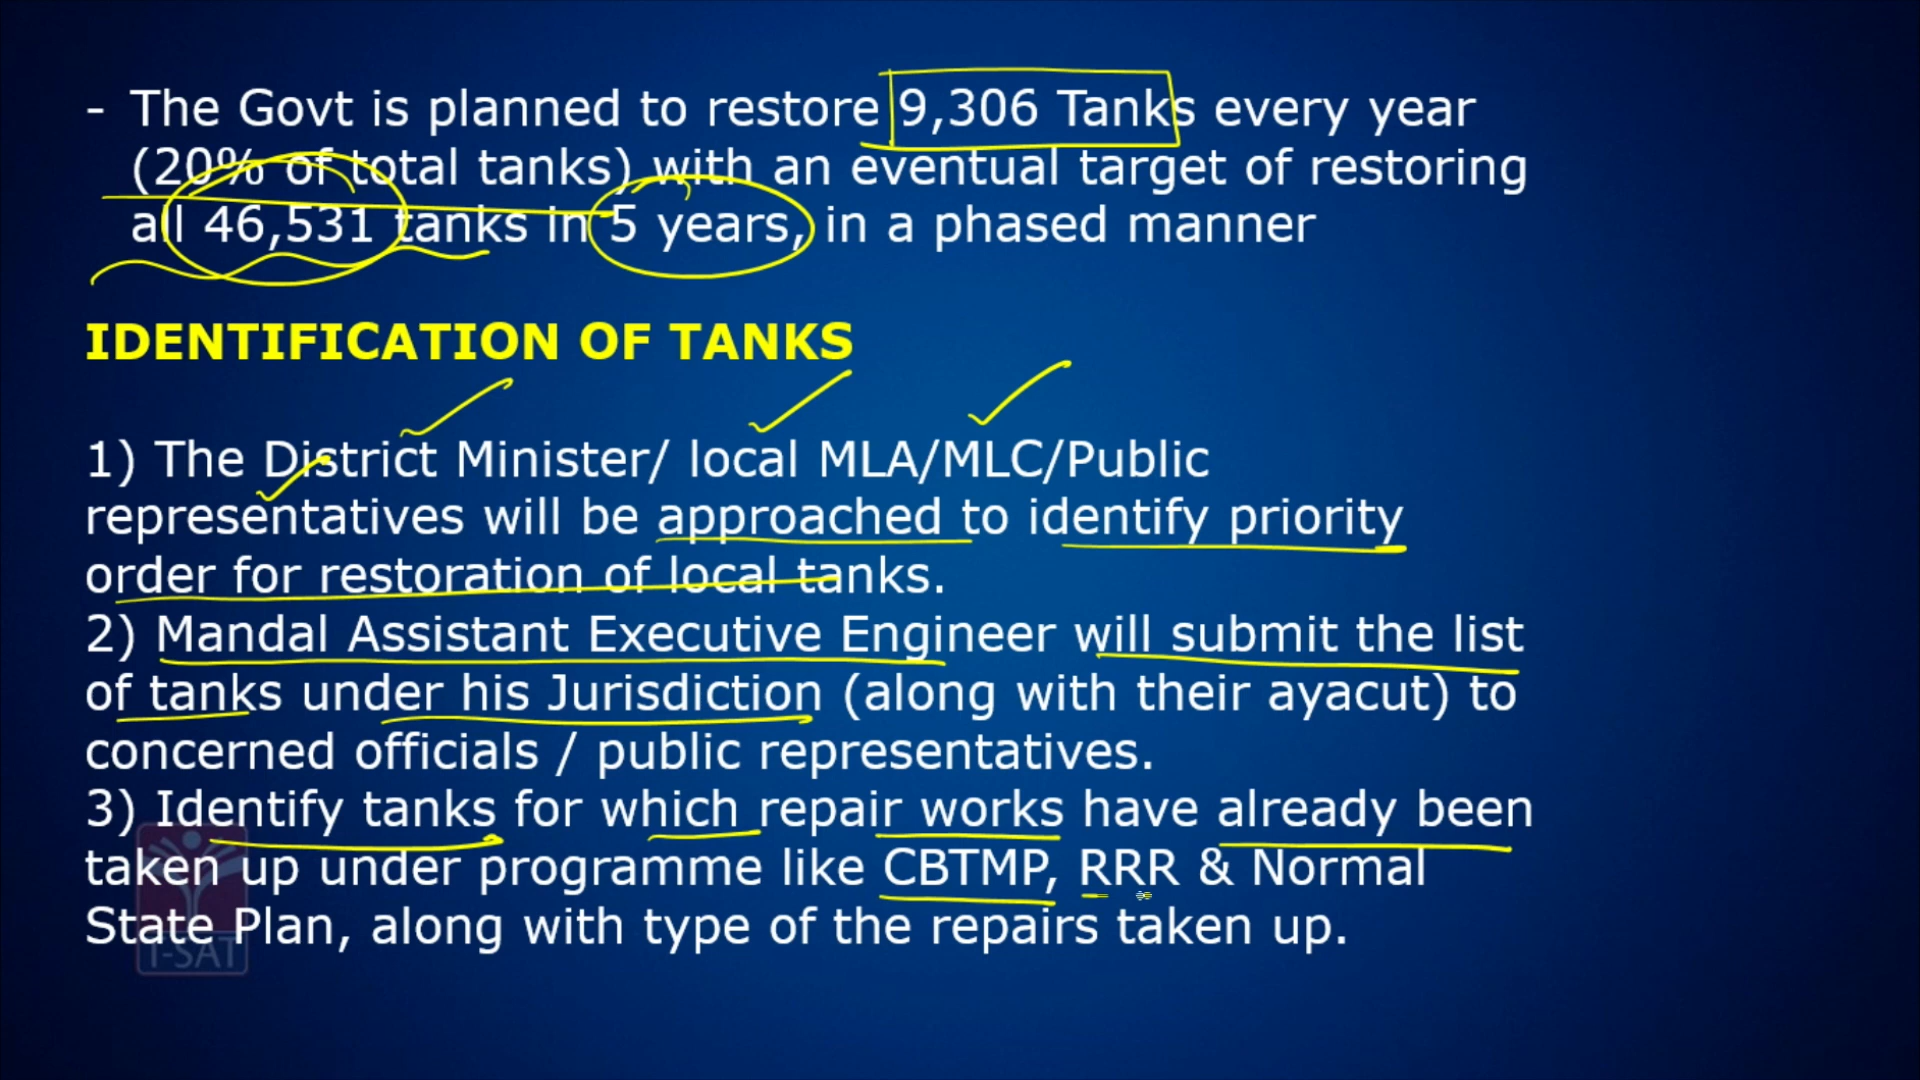 - The Govt is planned to restore 9,306 Tanks every year
(20% of total tanks) with an eventual target of restoring
all 46,531 tanks in 5 years, in a phased manner
IDENTIFICATION OF TANKS
1) The District Minister/ local MLA/MLC/Public
representatives will be approached to identify priority
order for restoration of local tanks.
2) Mandal Assistant Executive Engineer will submit the list
of tanks under his Jurisdiction (along with their ayacut) to
concerned officials / public representatives.
3) Identify tanks for which repair works have already been
taken up under programme like CBTMP, RRR & Normal
State Plan, along with type of the repairs taken up.
T-SAT